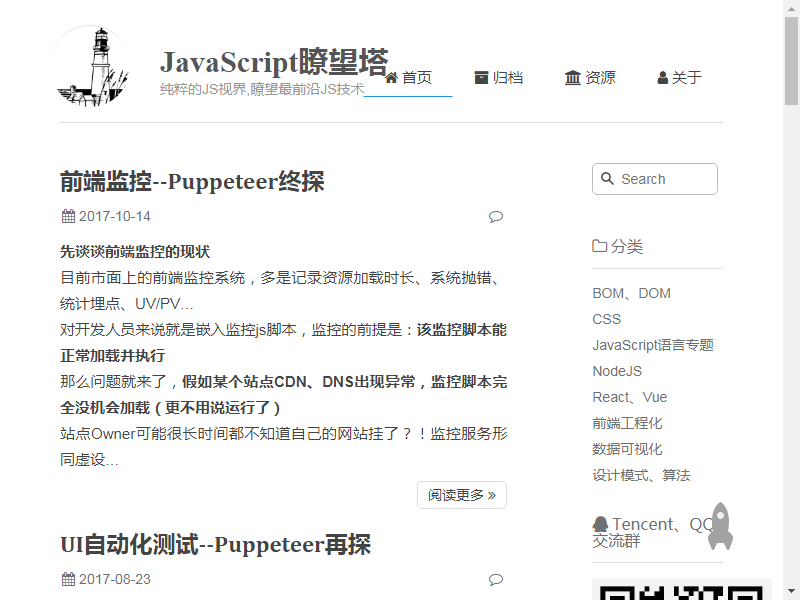 JavaScript瞭望塔
纯粹的JS视界,瞭望最前沿JS技术
首页
归档
资源
关于
前端监控--Puppeteer终探
2017-10-14
先谈谈前端监控的现状
目前市面上的前端监控系统，多是记录资源加载时长、系统抛错、
统计埋点、UV/PV…
对开发人员来说就是嵌入监控js脚本，监控的前提是：该监控脚本能
正常加载并执行
那么问题就来了，假如某个站点CDN、DNS出现异常，监控脚本完
全没机会加载（更不用说运行了）
站点Owner可能很长时间都不知道自己的网站挂了？！监控服务形
同虚设…
阅读更多 »
UI自动化测试--Puppeteer再探
2017-08-23
Search
分类
BOM、DOM
CSS
JavaScript语言专题
NodeJS
React、Vue
前端工程化
数据可视化
设计模式、算法
Tencent、QQ
交流群